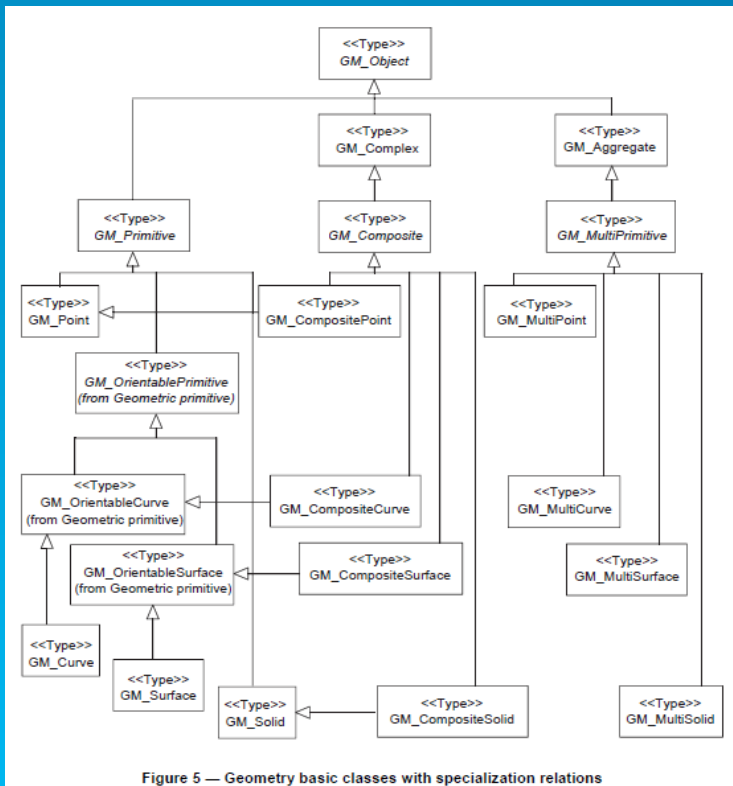 <<Type>>
GM_Object
<<Type>>
GM_Complex
<<Type>>
GM_Aggregate
<<Type>>
GM_Primitive
<<Type>>
GM_Composite
<<Type>>
GM_MultiPrimitive
<<Type>>
GM_Point
<<Type>>
GM_CompositePoint
<<Type>>
GM_MultiPoint
<<Type>>
GM_OrientablePrimitive
(from Geometric primitive)
<<Type>>
GM_OrientableCurve
(from Geometric primitive)
<<Type>>
GM_CompositeCurve
<<Type>>
GM_MultiCurve
<<Type>>
GM_OrientableSurface
(from Geometric primitive)
<<Type>>
GM_CompositeSurface
<<Type>>
GM_MultiSurface
<<Type>>
GM_Curve
<<Type>>
GM_Surface
<<Type>>
GM_Solid
<<Type>>
GM_CompositeSolid
<<Type>>
GM_MultiSolid
Figure 5 — Geometry basic classes with specialization relations